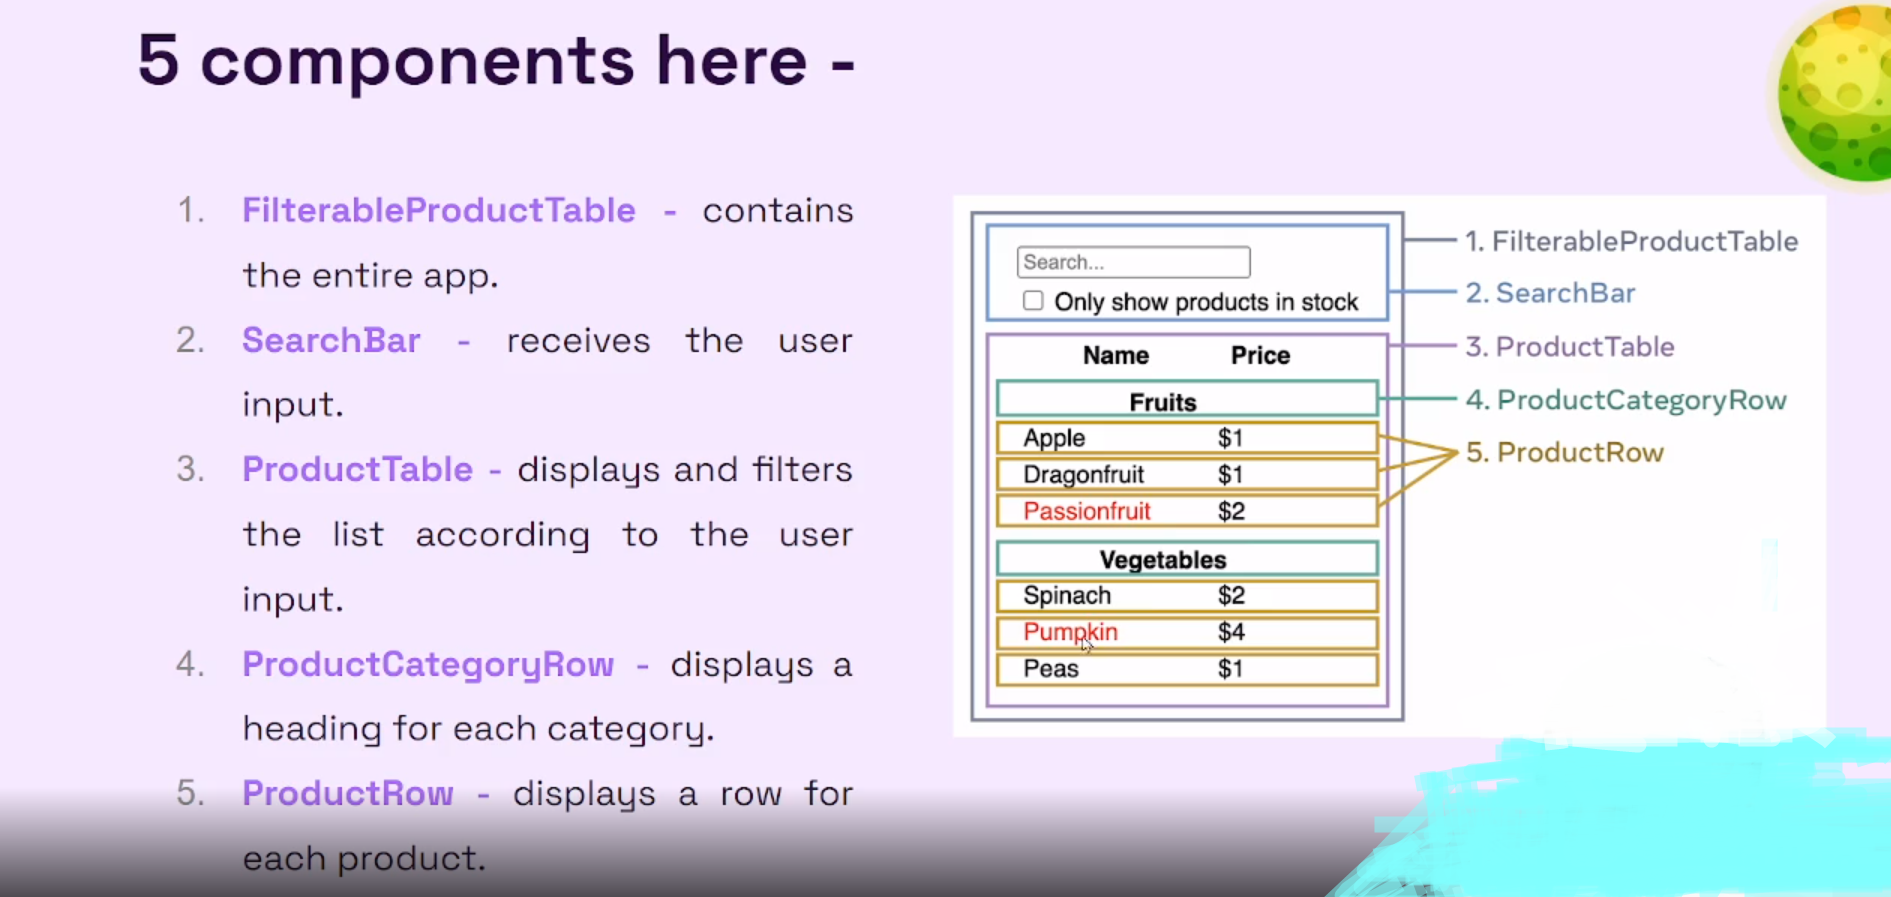 5 components here -
1. FilterableProductTable - contains
the entire app.
2. SearchBar - receives the user
input.
3. ProductTable - displays and filters
the list according to the user
input.
4. ProductCategoryRow - displays a
heading for each category.
5. ProductRow - displays a row for
each product.
Search...
Only show products in stock
Name Price
Fruits
Apple $1
Dragonfruit $1
Passionfruit $2
Vegetables
Spinach $2
Pumpkin $4
Peas $1
1. FilterableProductTable
2. SearchBar
3. ProductTable
4. ProductCategoryRow
5. ProductRow